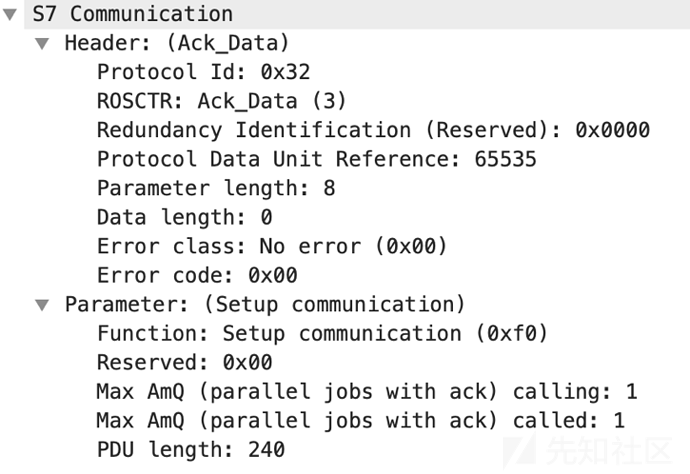 S7 Communication
Header: (Ack_Data)
Protocol Id: 0x32
ROSCTR: Ack_Data (3)
Redundancy Identification (Reserved): 0x0000
Protocol Data Unit Reference: 65535
Parameter length: 8
Data length: 0
Error class: No error (0x00)
Error code: 0x00
Parameter: (Setup communication)
Function: Setup communication (0xf0)
Reserved: 0x00
Max AmQ (parallel jobs with ack) calling: 1
Max AmQ (parallel jobs with ack) called: 1
PDU length: 240
先知社区